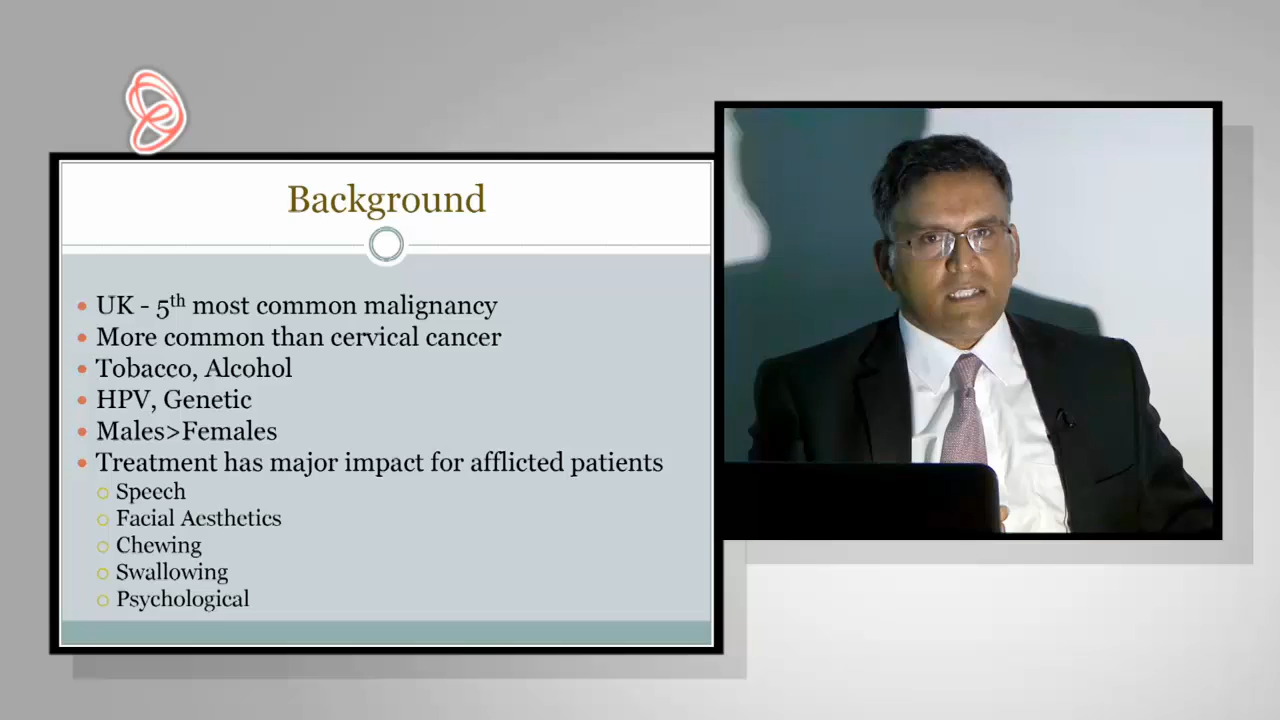 Background
UK - 5th most common malignancy
More common than cervical cancer
Tobacco, Alcohol
HPV, Genetic
Males>Females
Treatment has major impact for afflicted patients
Speech
Facial Aesthetics
Chewing
Swallowing
Psychological